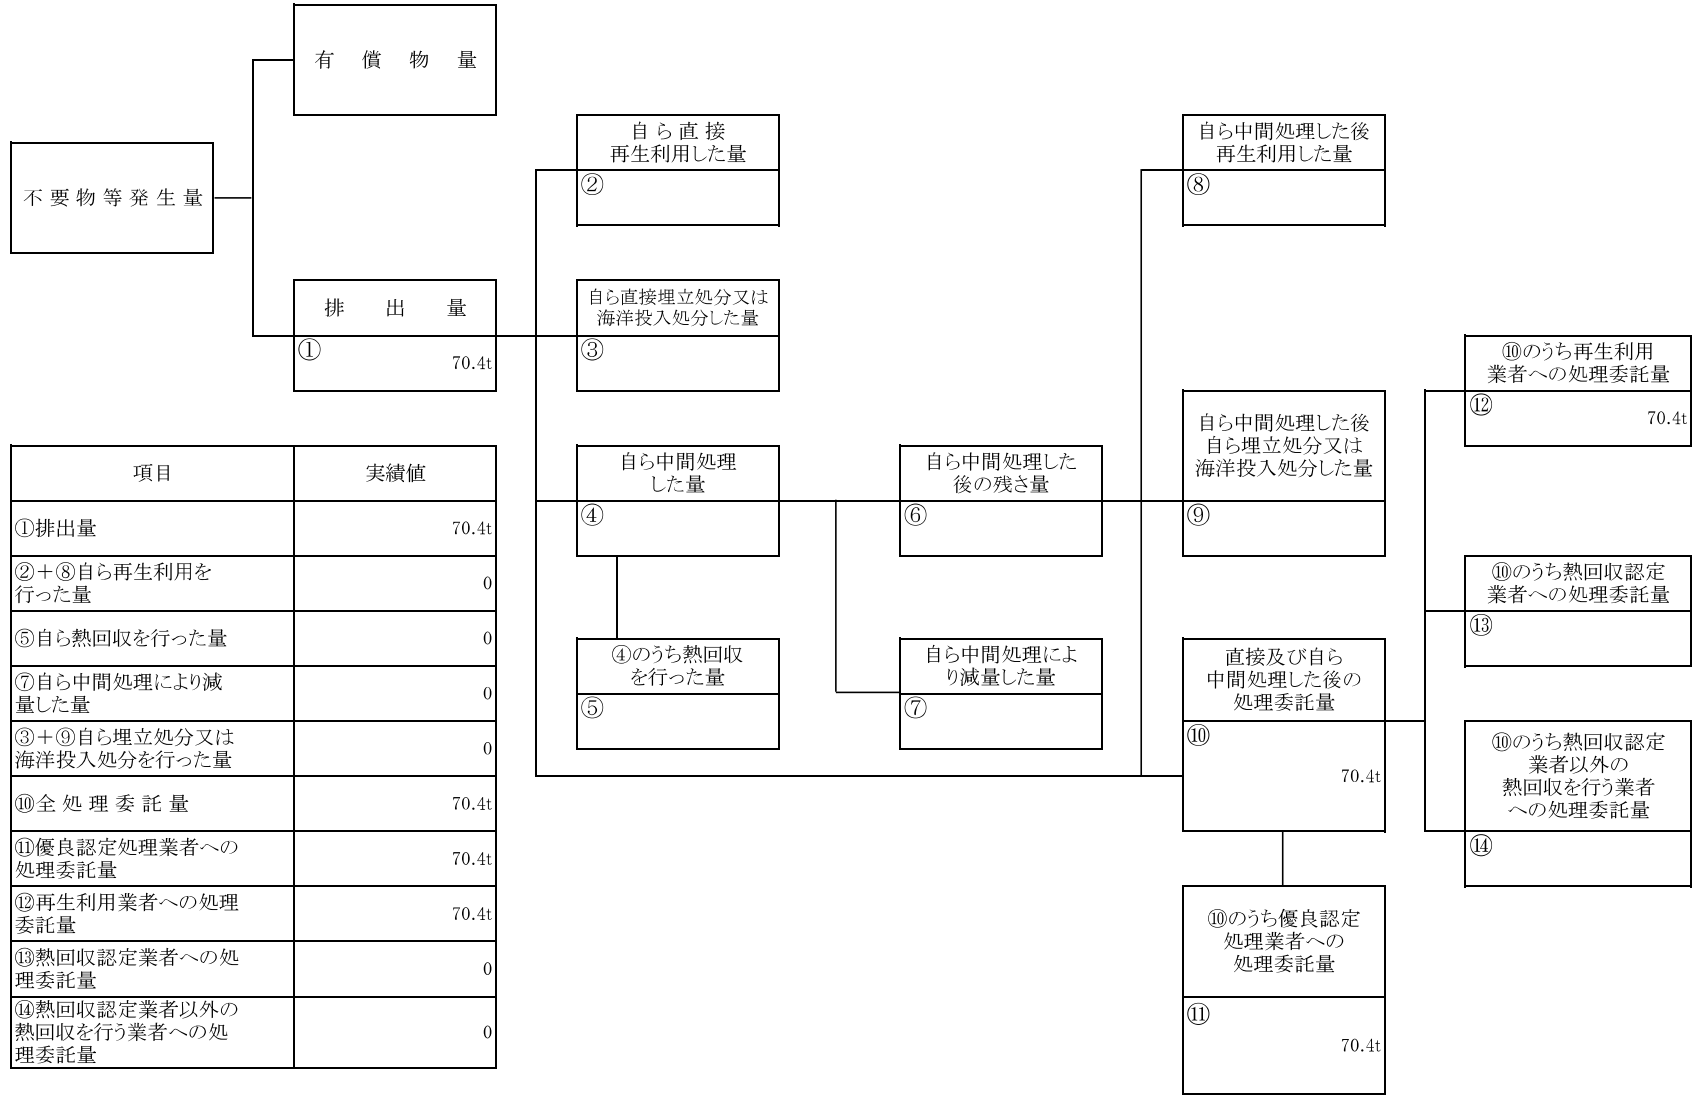 有償物量
不要物等発生量
排出量
①
70.4t
自ら直接
再生利用した量
②
自ら直接埋立処分又は
海洋投入処分した量
③
自ら中間処理
した量
④
④のうち熱回収
を行った量
⑤
自ら中間処理した
後の残さ量
⑥
自ら中間処理によ
り減量した量
⑦
自ら中間処理した後
再生利用した量
⑧
自ら中間処理した後
自ら埋立処分又は
海洋投入処分した量
⑨
直接及び自ら
中間処理した後の
処理委託量
⑩
70.4t
⑩のうち優良認定
処理業者への
処理委託量
⑪
70.4t
⑩のうち再生利用
業者への処理委託量
⑫
70.4t
⑩のうち熱回収認定
業者への処理委託量
⑬
⑩のうち熱回収認定
業者以外の
熱回収を行う業者
への処理委託量
⑭
項目 実績値
①排出量 70.4t
②＋⑧自ら再生利用を
行った量 0
⑤自ら熱回収を行った量 0
⑦自ら中間処理により減
量した量 0
③＋⑨自ら埋立処分又は
海洋投入処分を行った量 0
⑩全処理委託量 70.4t
⑪優良認定処理業者への
処理委託量 70.4t
⑫再生利用業者への処理
委託量 70.4t
⑬熱回収認定業者への処
理委託量 0
⑭熱回収認定業者以外の
熱回収を行う業者への処
理委託量 0